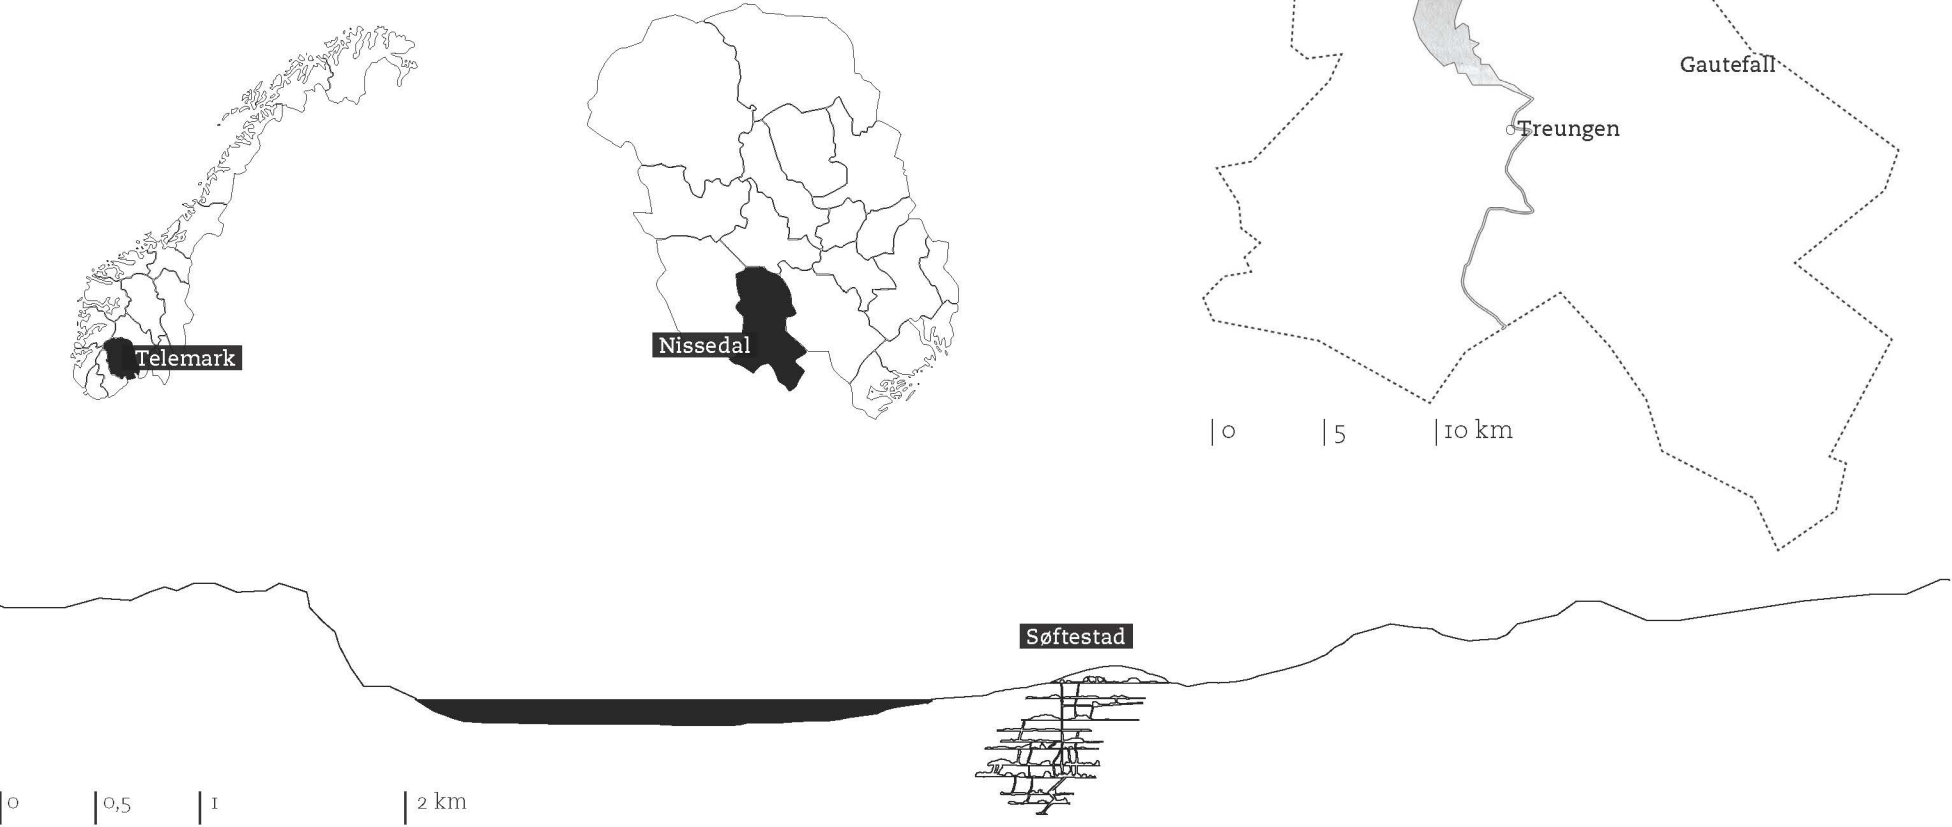 Gautefall
Treungen
Telemark
Nissedal
0 5 10 km
Søftestad
0 0,5 1 2 km